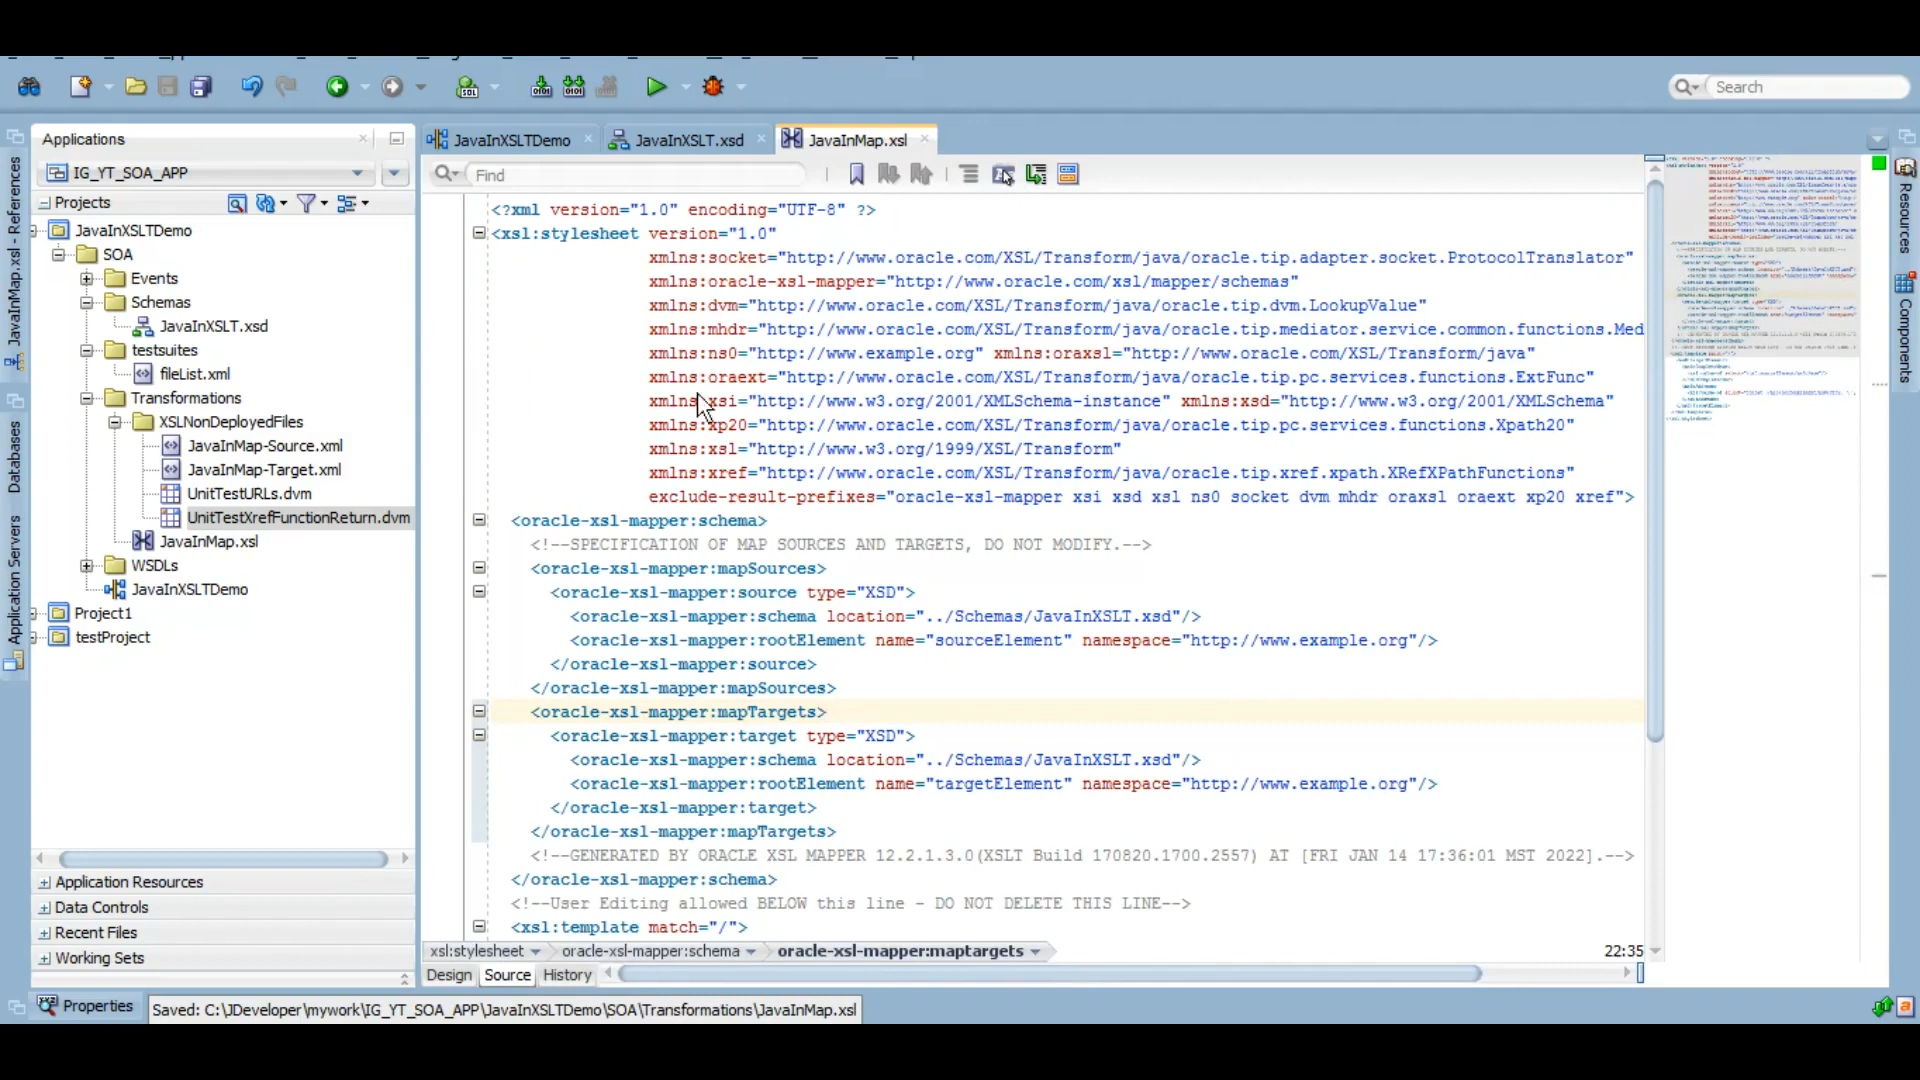 Search
Applications
JavaInXSLTDemo
JavaInXSLT.xsd
JavaInMap.xsl
IG_YT_SOA_APP
Find
Projects
JavaInXSLTDemo
SOA
Events
Schemas
JavaInXSLT.xsd
testsuites
fileList.xml
Transformations
XSLNonDeployedFiles
JavaInMap-Source.xml
JavaInMap-Target.xml
UnitTestURLs.dvm
UnitTestXrefFunctionReturn.dvm
JavaInMap.xsl
WSDLs
JavaInXSLTDemo
Project1
testProject
Application Resources
Data Controls
Recent Files
Working Sets
JavaInMap.xsl - References
Databases
Application Servers
<?xml version="1.0" encoding="UTF-8" ?>
<xsl:stylesheet version="1.0"
xmlns:socket="http://www.oracle.com/XSL/Transform/java/oracle.tip.adapter.socket.ProtocolTranslator"
xmlns:oracle-xsl-mapper="http://www.oracle.com/xsl/mapper/schemas"
xmlns:dvm="http://www.oracle.com/XSL/Transform/java/oracle.tip.dvm.LookupValue"
xmlns:mhdr="http://www.oracle.com/XSL/Transform/java/oracle.tip.mediator.service.common.functions.Med
xmlns:ns0="http://www.example.org" xmlns:oraxsl="http://www.oracle.com/XSL/Transform/java"
xmlns:oraext="http://www.oracle.com/XSL/Transform/java/oracle.tip.pc.services.functions.ExtFunc"
xmlns:xsi="http://www.w3.org/2001/XMLSchema-instance" xmlns:xsd="http://www.w3.org/2001/XMLSchema"
xmlns:xp20="http://www.oracle.com/XSL/Transform/java/oracle.tip.pc.services.functions.Xpath20"
xmlns:xsl="http://www.w3.org/1999/XSL/Transform"
xmlns:xref="http://www.oracle.com/XSL/Transform/java/oracle.tip.xref.xpath.XRefXPathFunctions"
exclude-result-prefixes="oracle-xsl-mapper xsi xsd xsl ns0 socket dvm mhdr oraxsl oraext xp20 xref">
<oracle-xsl-mapper:schema>
<!--SPECIFICATION OF MAP SOURCES AND TARGETS, DO NOT MODIFY.-->
<oracle-xsl-mapper:mapSources>
<oracle-xsl-mapper:source type="XSD">
<oracle-xsl-mapper:schema location="../Schemas/JavaInXSLT.xsd"/>
<oracle-xsl-mapper:rootElement name="sourceElement" namespace="http://www.example.org"/>
</oracle-xsl-mapper:source>
</oracle-xsl-mapper:mapSources>
<oracle-xsl-mapper:mapTargets>
<oracle-xsl-mapper:target type="XSD">
<oracle-xsl-mapper:schema location="../Schemas/JavaInXSLT.xsd"/>
<oracle-xsl-mapper:rootElement name="targetElement" namespace="http://www.example.org"/>
</oracle-xsl-mapper:target>
</oracle-xsl-mapper:mapTargets>
<!--GENERATED BY ORACLE XSL MAPPER 12.2.1.3.0(XSLT Build 170820.1700.2557) AT [FRI JAN 14 17:36:01 MST 2022].-->
</oracle-xsl-mapper:schema>
<!--User Editing allowed BELOW this line - DO NOT DELETE THIS LINE-->
<xsl:template match="/">
xsl:stylesheet oracle-xsl-mapper:schema oracle-xsl-mapper:maptargets
22:35
Design Source History
Resources
Components
Properties
Saved: C:\JDeveloper\mywork\IG_YT_SOA_APP\JavaInXSLTDemo\SOA\Transformations\JavaInMap.xsl